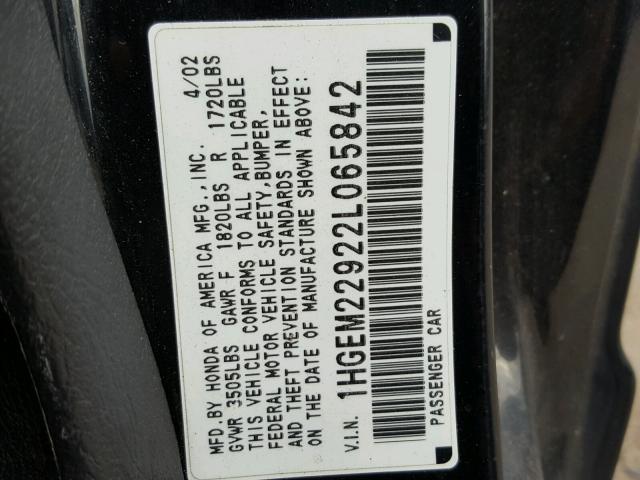 MFD.BY HONDA OF AMERICA MFG.,INC. 4/02
GVWR 3505LBS GAWR F 1820LBS R 1720LBS
THIS VEHICLE CONFORMS TO ALL APPLICABLE
FEDERAL MOTOR VEHICLE SAFETY,BUMPER,
AND THEFT PREVENTION STANDARDS IN EFFECT
ON THE DATE OF MANUFACTURE SHOWN ABOVE:
V.I.N. 1HGEM22922L065842
PASSENGER CAR